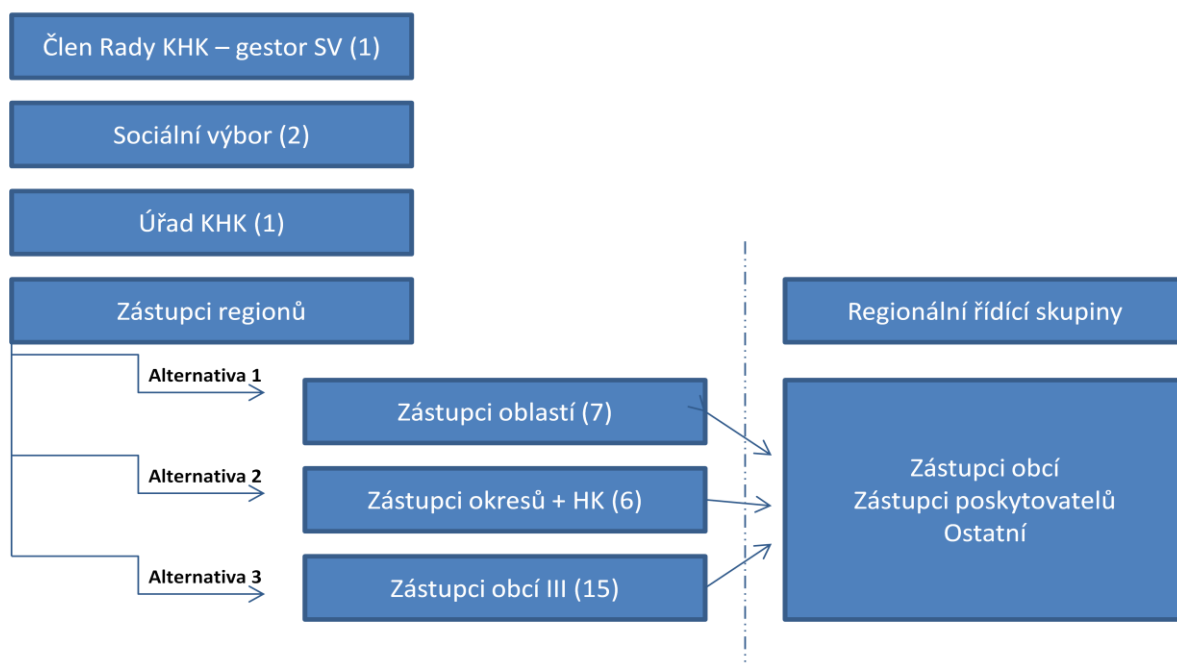 Člen Rady KHK – gestor SV (1)
Sociální výbor (2)
Úřad KHK (1)
Zástupci regionů
Regionální řídící skupiny
Alternativa 1
Zástupci oblastí (7)
Alternativa 2
Zástupci okresů + HK (6)
Alternativa 3
Zástupci obcí III (15)
Zástupci obcí
Zástupci poskytovatelů
Ostatní